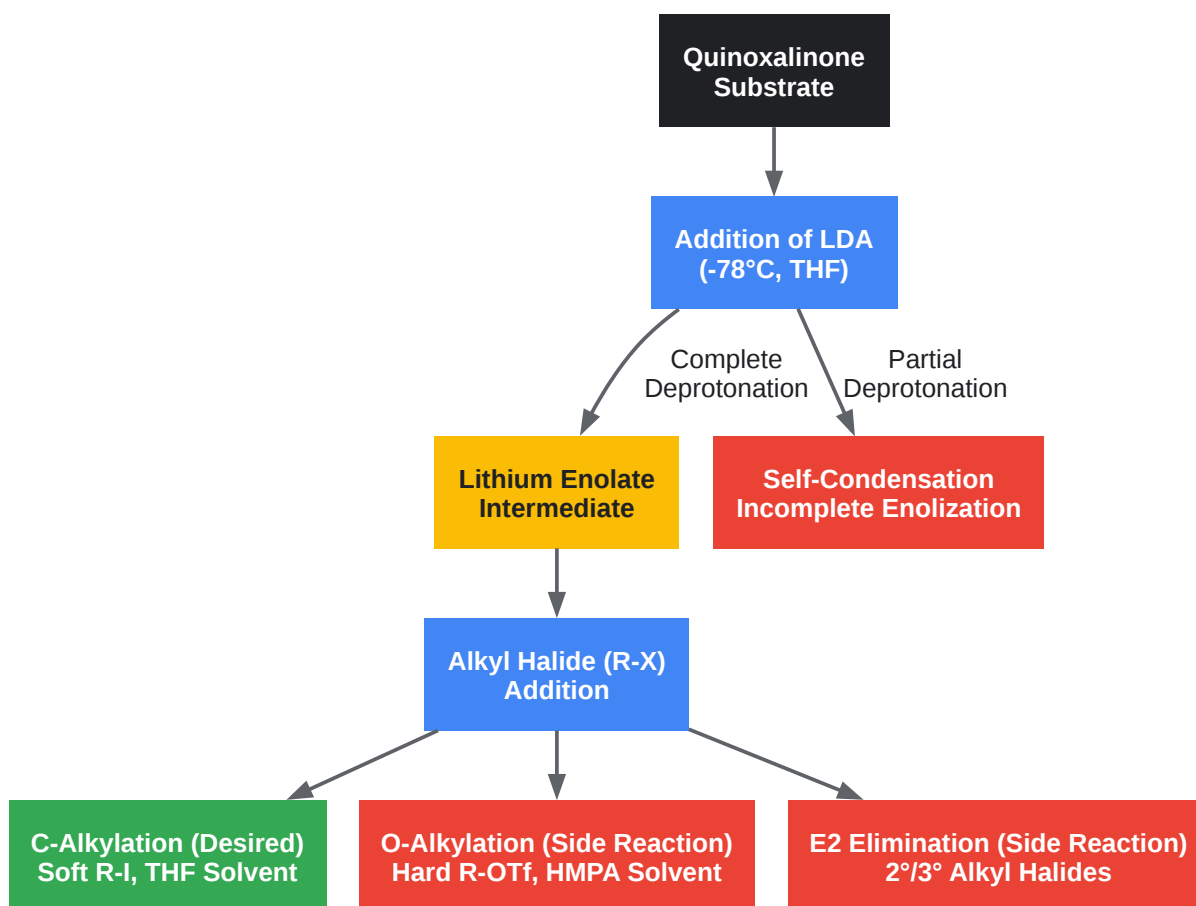 Quinoxalinone
Substrate
Addition of LDA
(-78°C, THF)
Complete
Deprotonation
Partial
Deprotonation
Lithium Enolate
Intermediate
Self-Condensation
Incomplete Enolization
Alkyl Halide (R-X)
Addition
C-Alkylation (Desired)
Soft R-I, THF Solvent
O-Alkylation (Side Reaction)
Hard R-OTf, HMPA Solvent
E2 Elimination (Side Reaction)
2°/3° Alkyl Halides